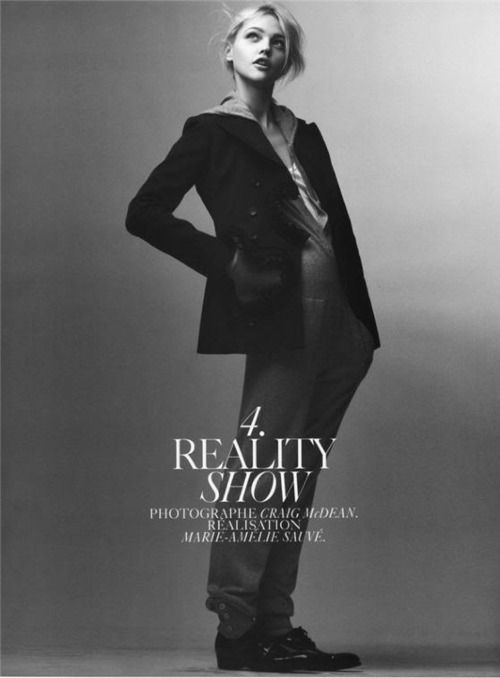 4.
REALITY
SHOW
PHOTOGRAPHE CRAIG McDEAN.
RÉALISATION
MARIE-AMÉLIE SAUVÉ.